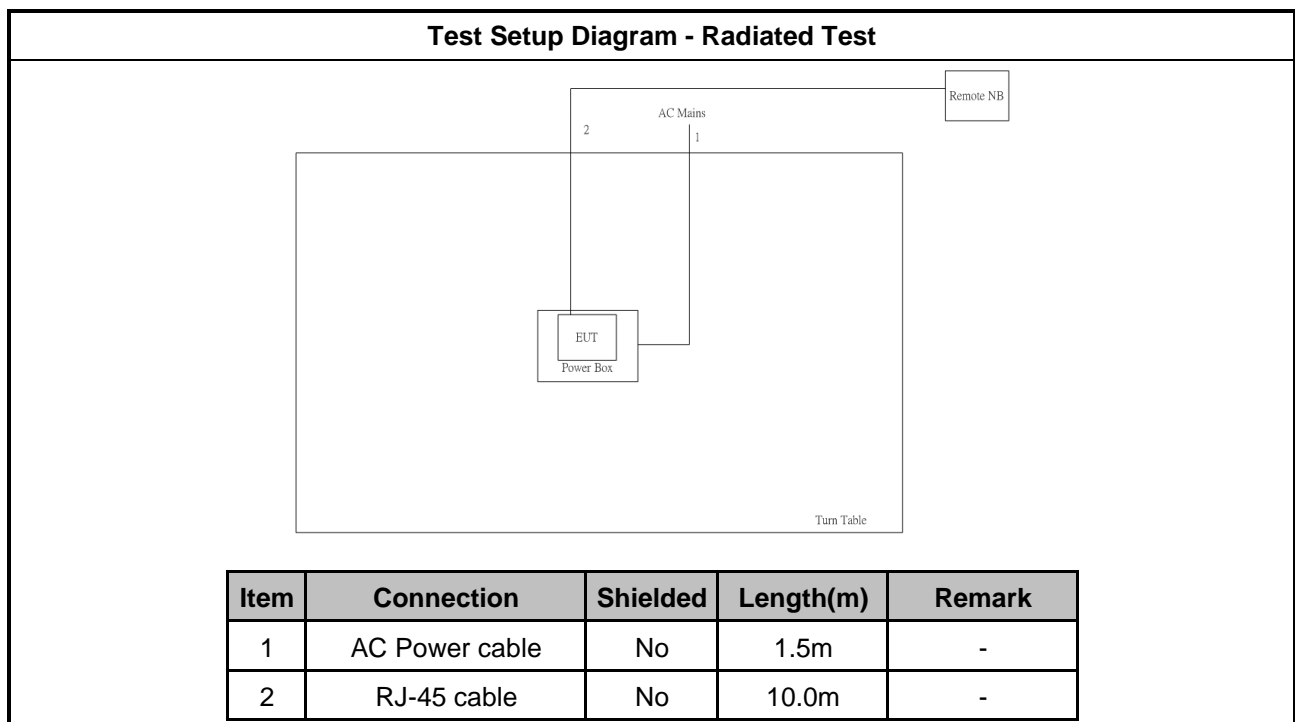 Test Setup Diagram - Radiated Test
Remote NB
AC Mains
2
1
EUT
Power Box
Turn Table
Item Connection Shielded Length(m) Remark
1 AC Power cable No 1.5m -
2 RJ-45 cable No 10.0m -